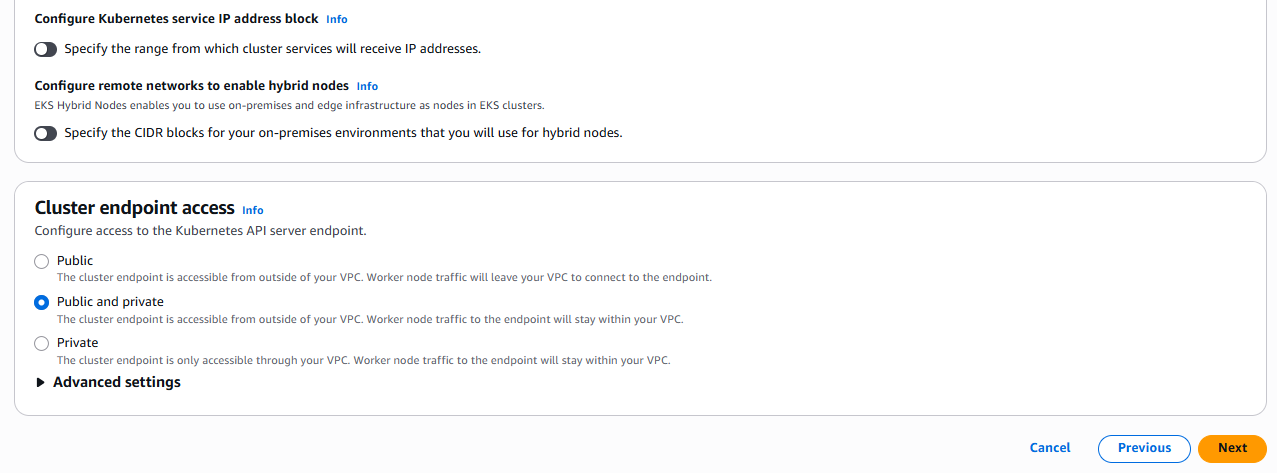 Configure Kubernetes service IP address block Info
Specify the range from which cluster services will receive IP addresses.
Configure remote networks to enable hybrid nodes Info
EKS Hybrid Nodes enables you to use on-premises and edge infrastructure as nodes in EKS clusters.
Specify the CIDR blocks for your on-premises environments that you will use for hybrid nodes.
Cluster endpoint access Info
Configure access to the Kubernetes API server endpoint.
Public
The cluster endpoint is accessible from outside of your VPC. Worker node traffic will leave your VPC to connect to the endpoint.
Public and private
The cluster endpoint is accessible from outside of your VPC. Worker node traffic to the endpoint will stay within your VPC.
Private
The cluster endpoint is only accessible through your VPC. Worker node traffic to the endpoint will stay within your VPC.
Advanced settings
Cancel Previous Next